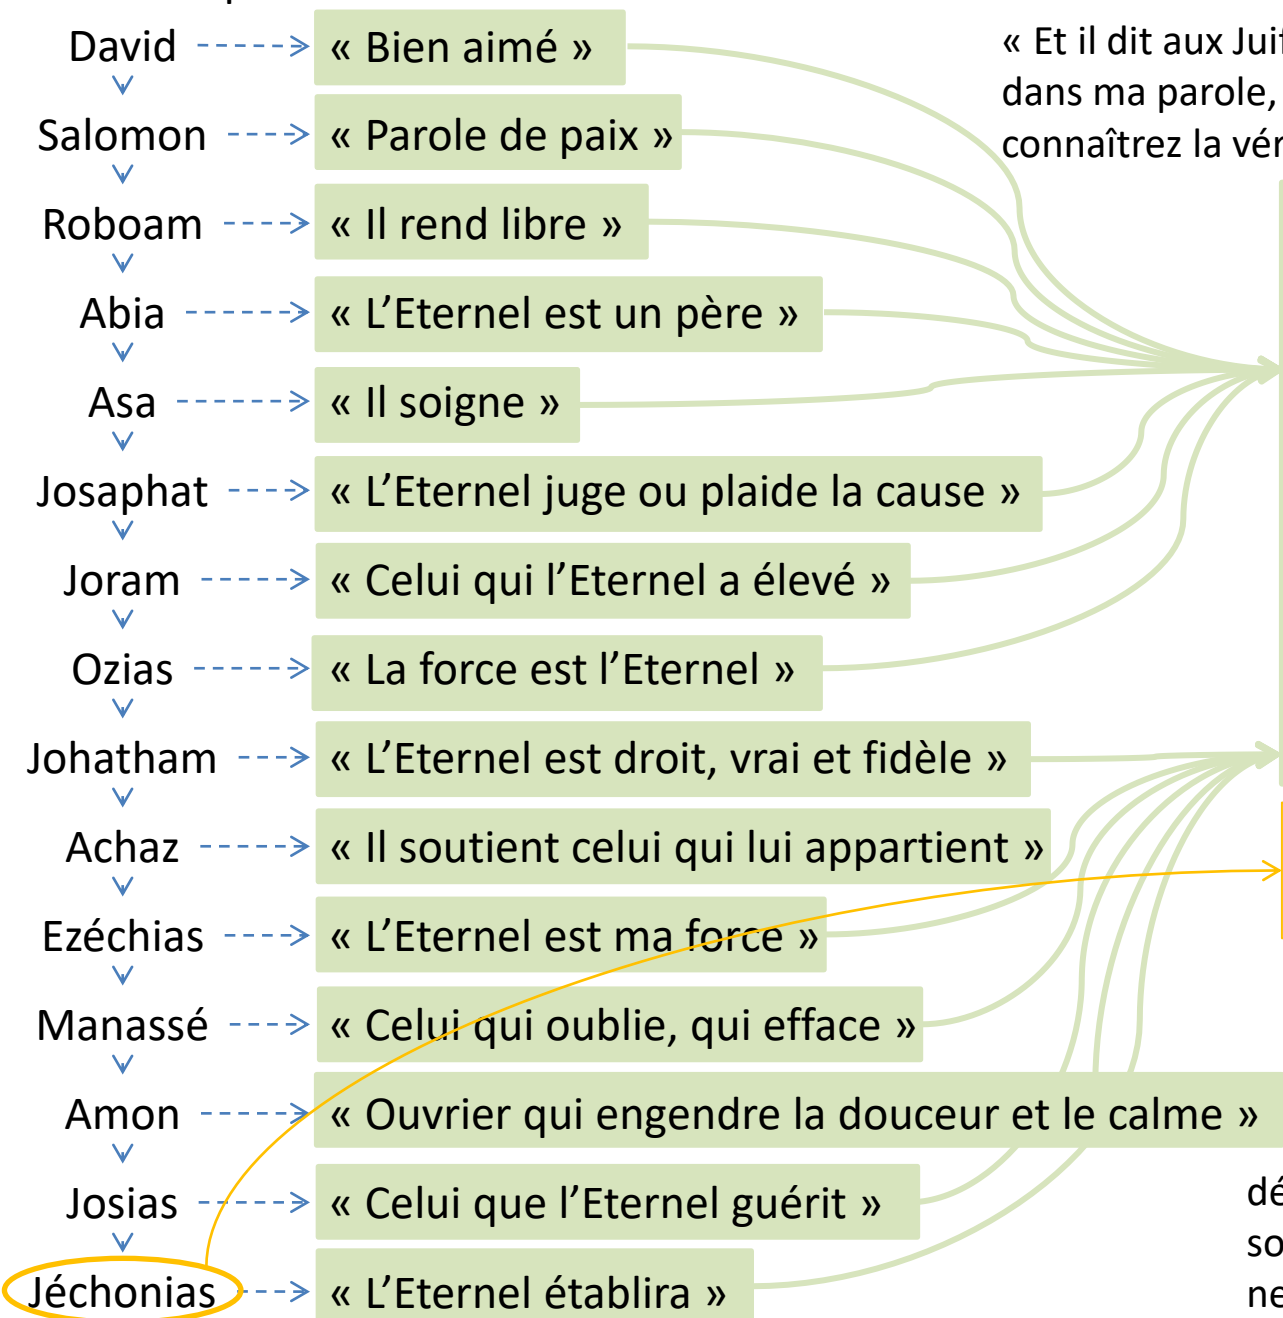 David « Bien aimé »
Salomon « Parole de paix »
Roboam « Il rend libre »
Abia « L’Eternel est un père »
Asa « Il soigne »
Josaphat « L’Eternel juge ou plaide la cause »
Joram « Celui qui l’Eternel a élevé »
Ozias « La force est l’Eternel »
Johatham « L’Eternel est droit, vrai et fidèle »
Achaz « Il soutient celui qui lui appartient »
Ezéchias « L’Eternel est ma force »
Manassé « Celui qui oublie, qui efface »
Amon « Ouvrier qui engendre la douceur et le calme »
Josias « Celui que l’Eternel guérit »
Jéchonias « L’Eternel établira »
« Et il dit aux
dans ma parole,
connaîtrez la